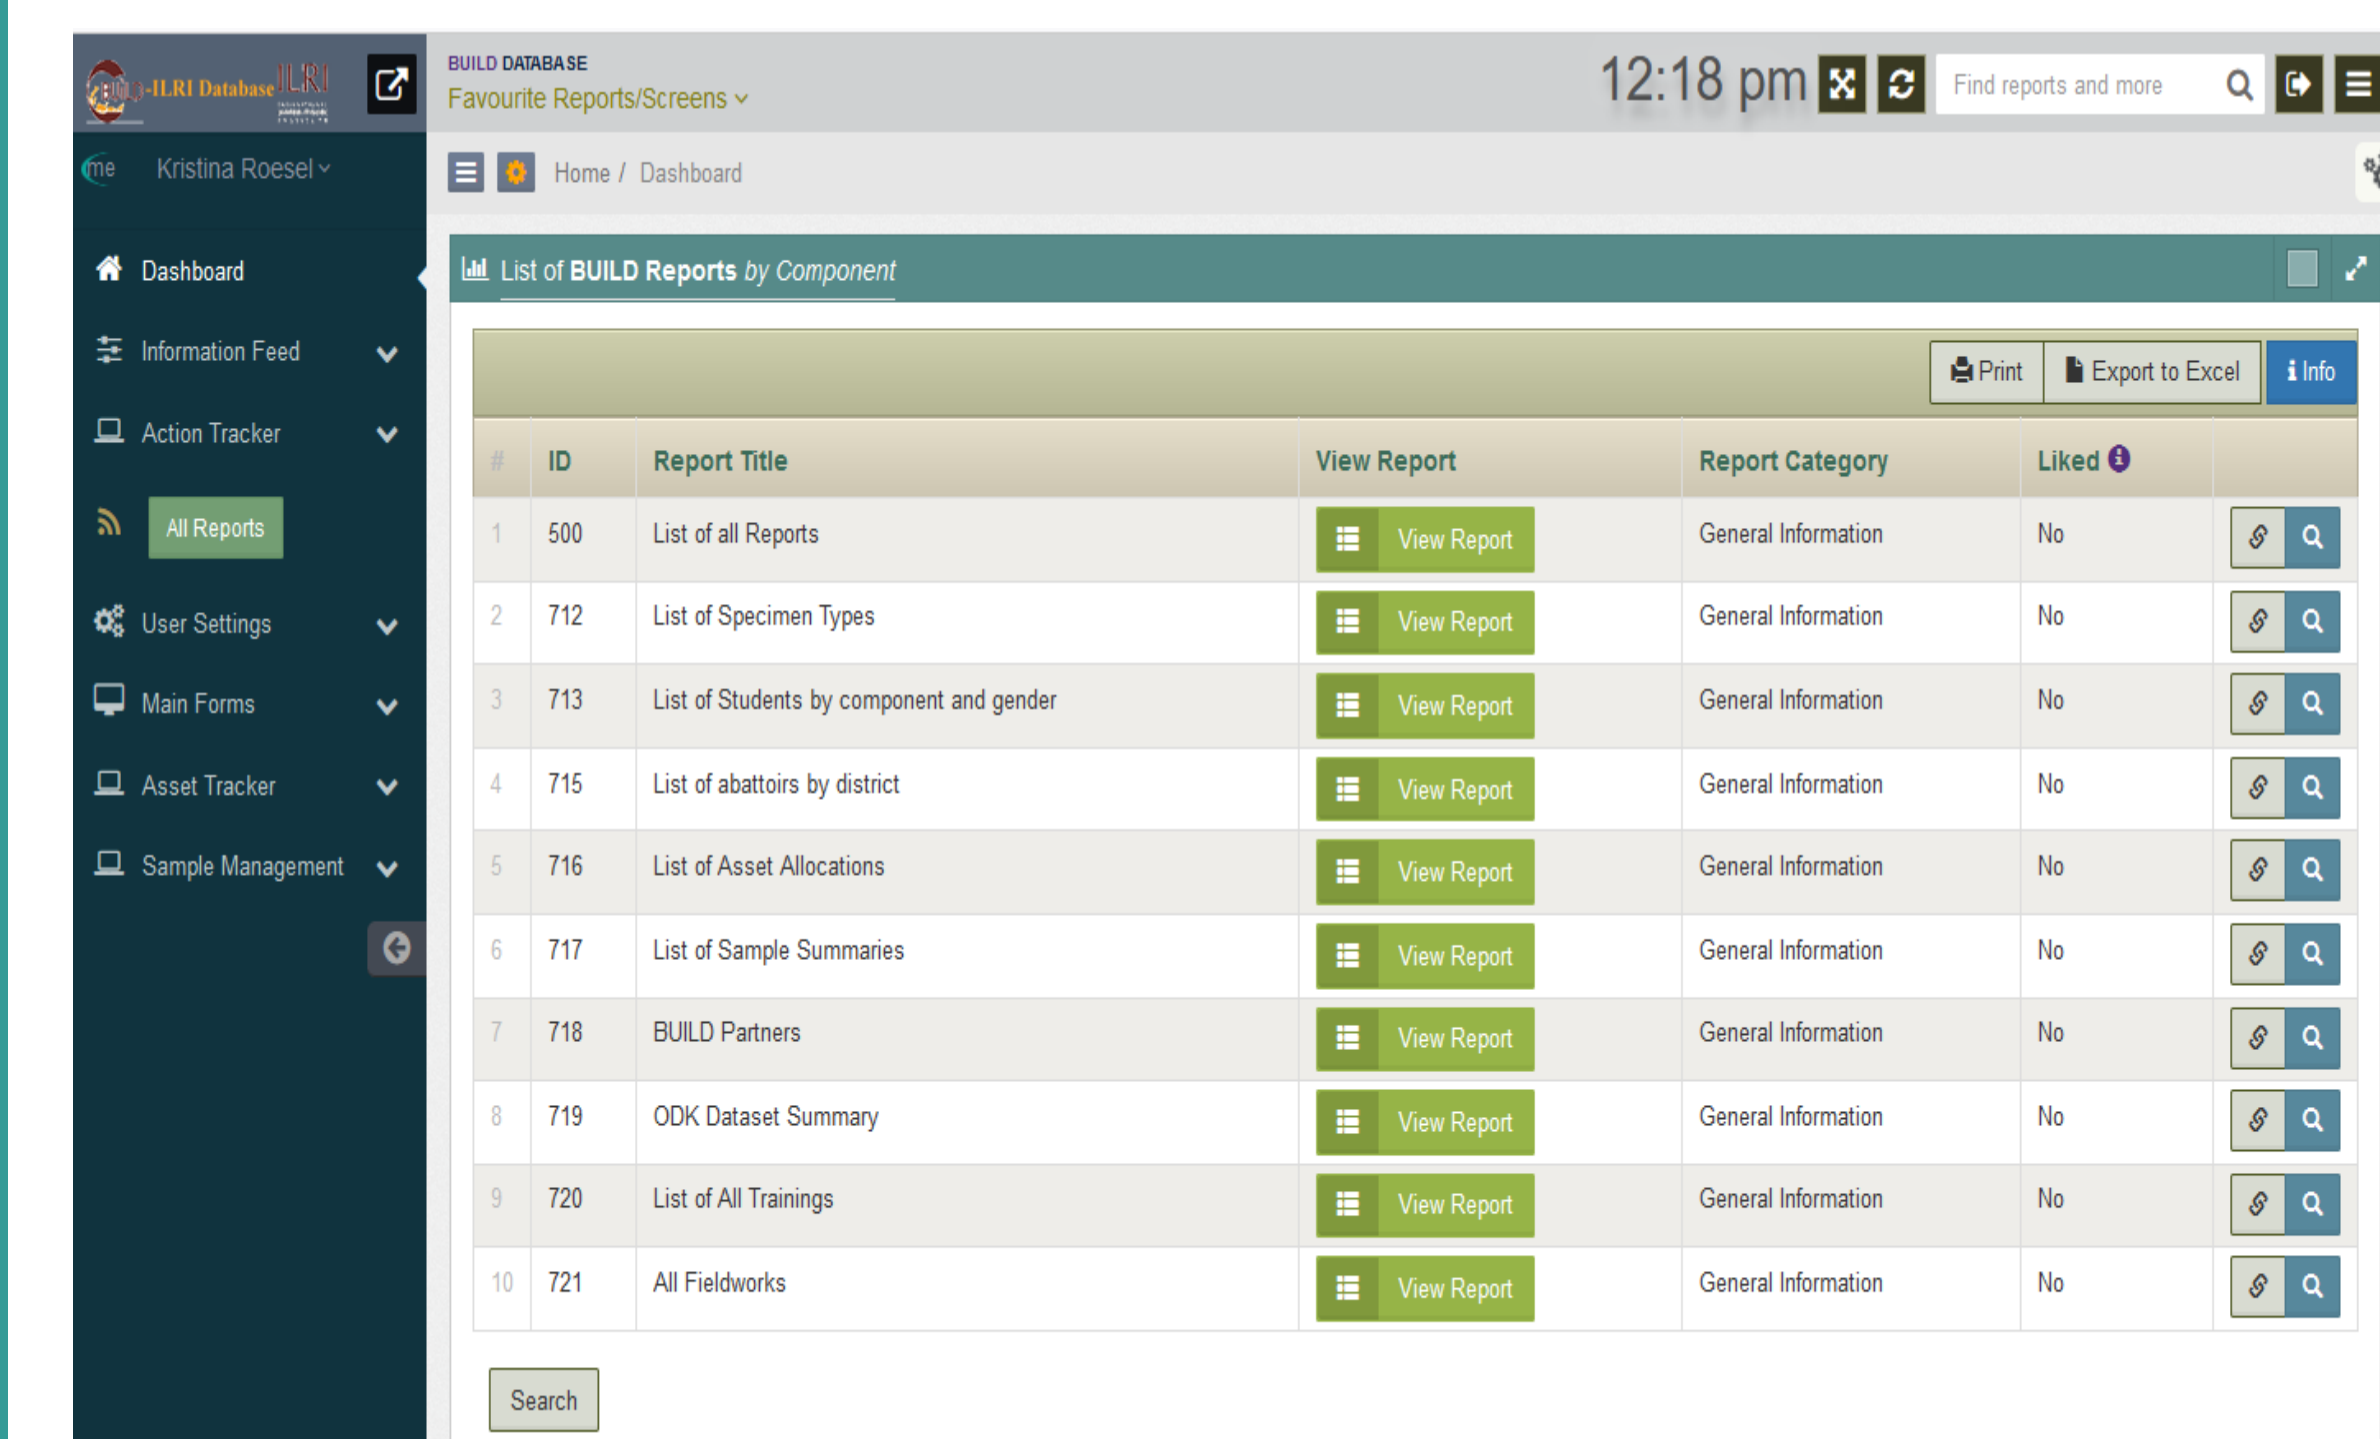 BUILD-ILRI Database ILRI
BUILD DATABASE
Favourite Reports/Screens
12:18 pm
Find reports and more
me Kristina Roesel
Home / Dashboard
Dashboard
Information Feed
Action Tracker
All Reports
User Settings
Main Forms
Asset Tracker
Sample Management
List of BUILD Reports by Component
Print Export to Excel Info
# ID Report Title View Report Report Category Liked
1 500 List of all Reports View Report General Information No
2 712 List of Specimen Types View Report General Information No
3 713 List of Students by component and gender View Report General Information No
4 715 List of abattoirs by district View Report General Information No
5 716 List of Asset Allocations View Report General Information No
6 717 List of Sample Summaries View Report General Information No
7 718 BUILD Partners View Report General Information No
8 719 ODK Dataset Summary View Report General Information No
9 720 List of All Trainings View Report General Information No
10 721 All Fieldworks View Report General Information No
Search